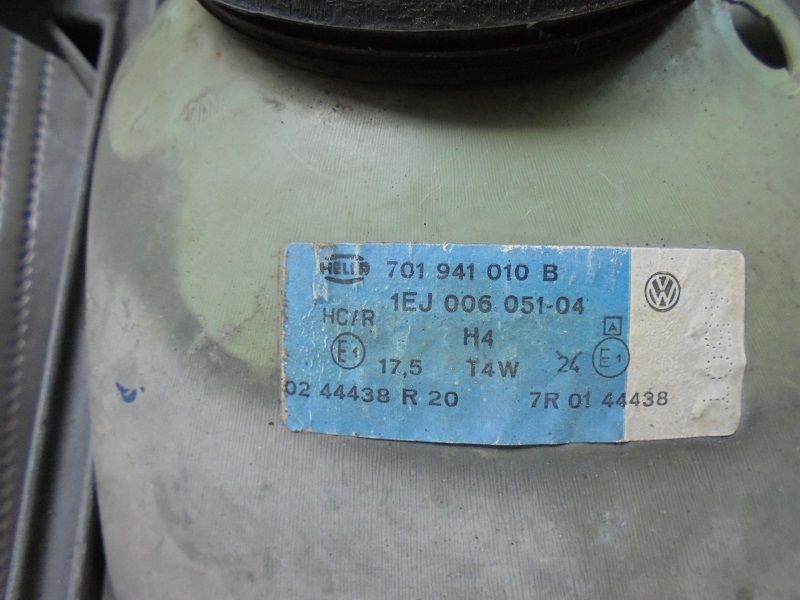 HELLA 701 941 010 B
1EJ 006 051-04
HC/R H4 A
E1 17,5 T4W 24 E1
02 44438 R 20 7R 01 44438
VW